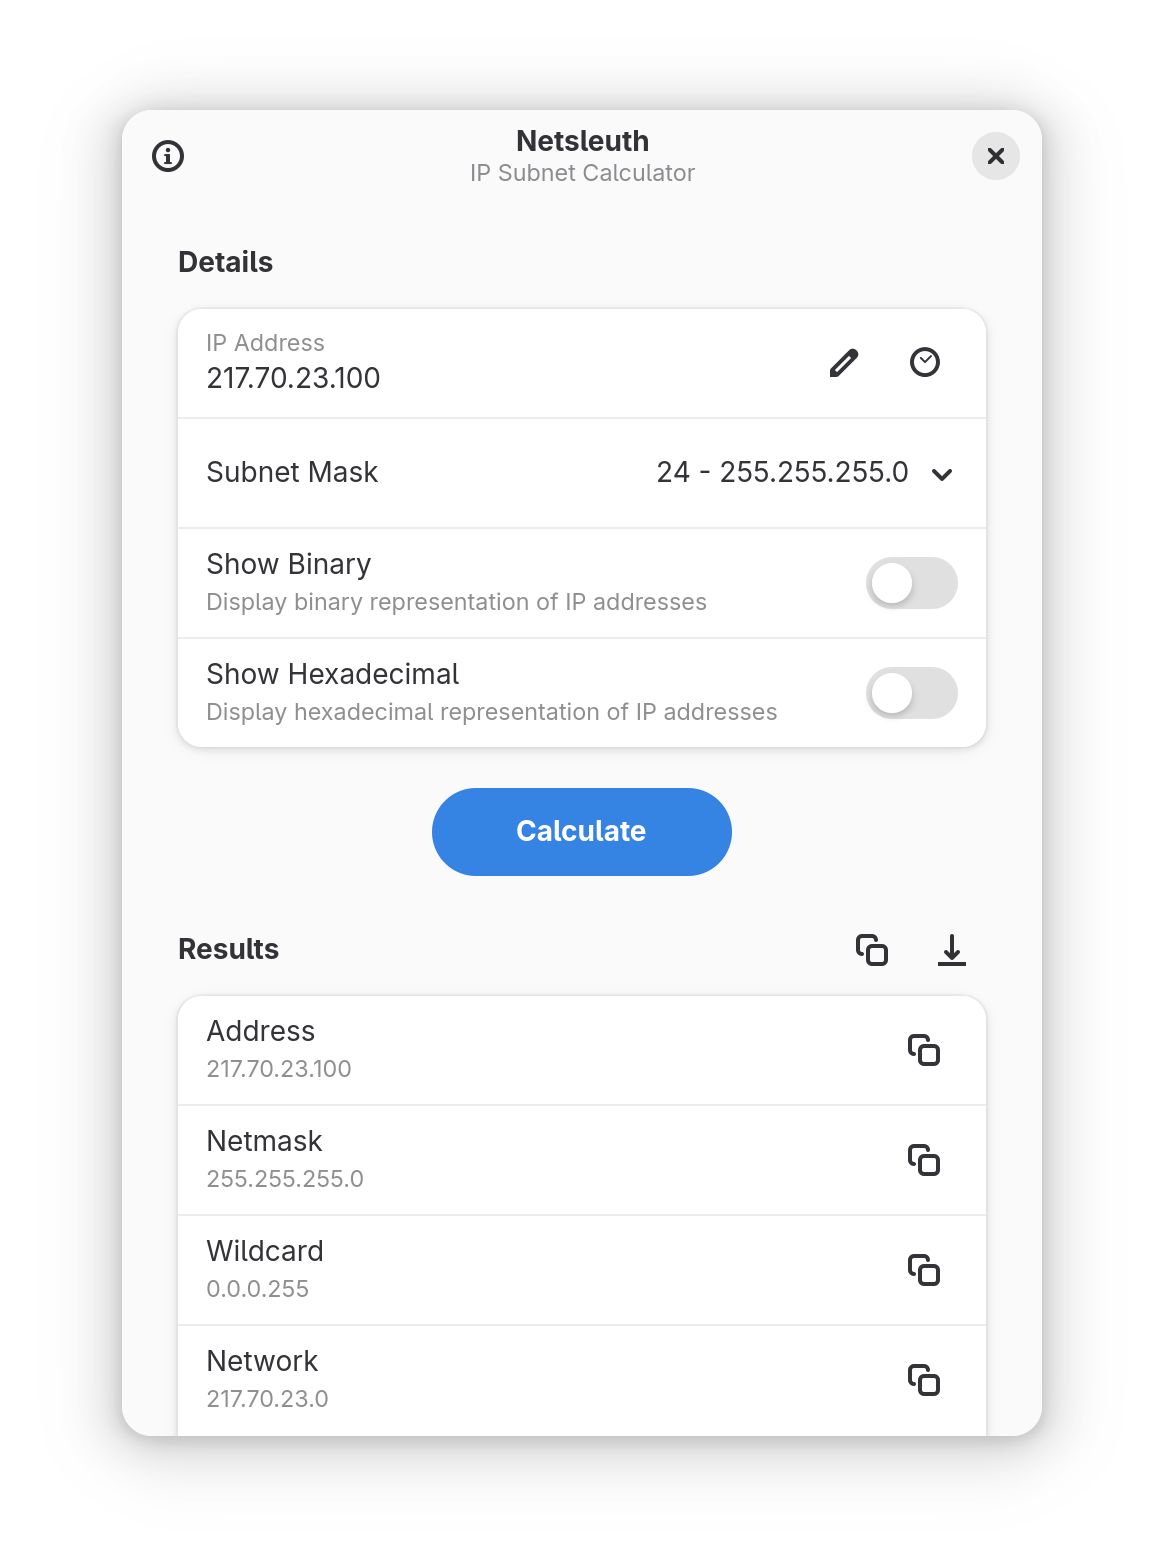 Netsleuth
IP Subnet Calculator
Details
IP Address
217.70.23.100
Subnet Mask
24 - 255.255.255.0
Show Binary
Display binary representation of IP addresses
Show Hexadecimal
Display hexadecimal representation of IP addresses
Calculate
Results
Address
217.70.23.100
Netmask
255.255.255.0
Wildcard
0.0.0.255
Network
217.70.23.0